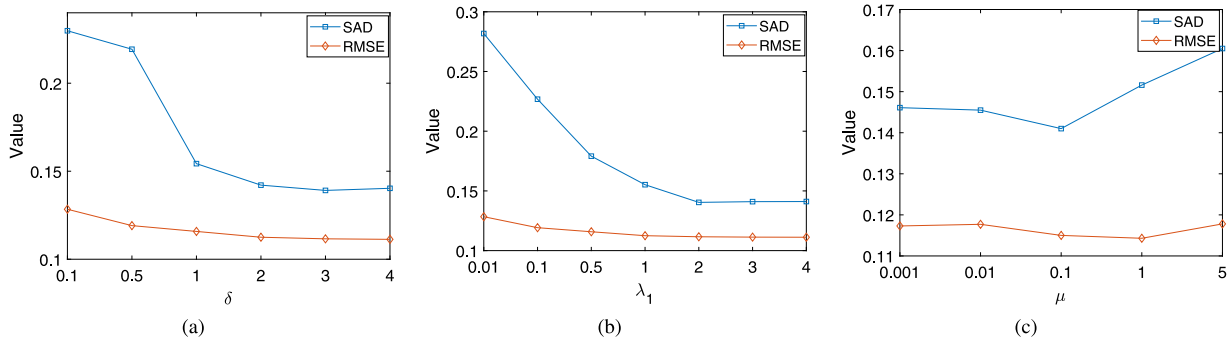 SAD
RMSE
Value
0.2
0.15
0.1
0.1 0.5 1 2 3 4
δ
(a)
SAD
RMSE
Value
0.3
0.25
0.2
0.15
0.1
0.01 0.1 0.5 1 2 3 4
λ1
(b)
SAD
RMSE
Value
0.17
0.16
0.15
0.14
0.13
0.12
0.11
0.001 0.01 0.1 1 5
μ
(c)